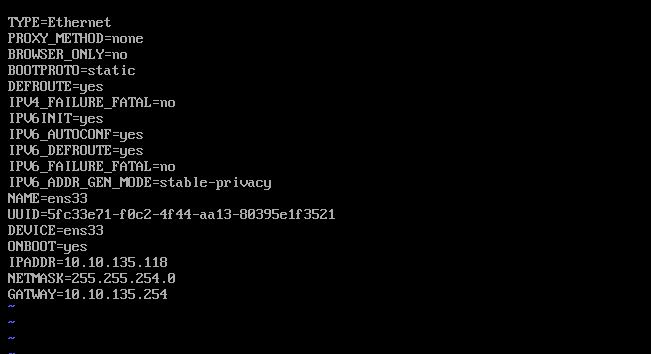 TYPE=Ethernet
PROXY_METHOD=none
BROWSER_ONLY=no
BOOTPROTO=static
DEFROUTE=yes
IPV4_FAILURE_FATAL=no
IPV6INIT=yes
IPV6_AUTOCONF=yes
IPV6_DEFROUTE=yes
IPV6_FAILURE_FATAL=no
IPV6_ADDR_GEN_MODE=stable-privacy
NAME=ens33
UUID=5fc33e71-f0c2-4f44-aa13-80395e1f3521
DEVICE=ens33
ONBOOT=yes
IPADDR=10.10.135.118
NETMASK=255.255.254.0
GATWAY=10.10.135.254
~
~
~
~